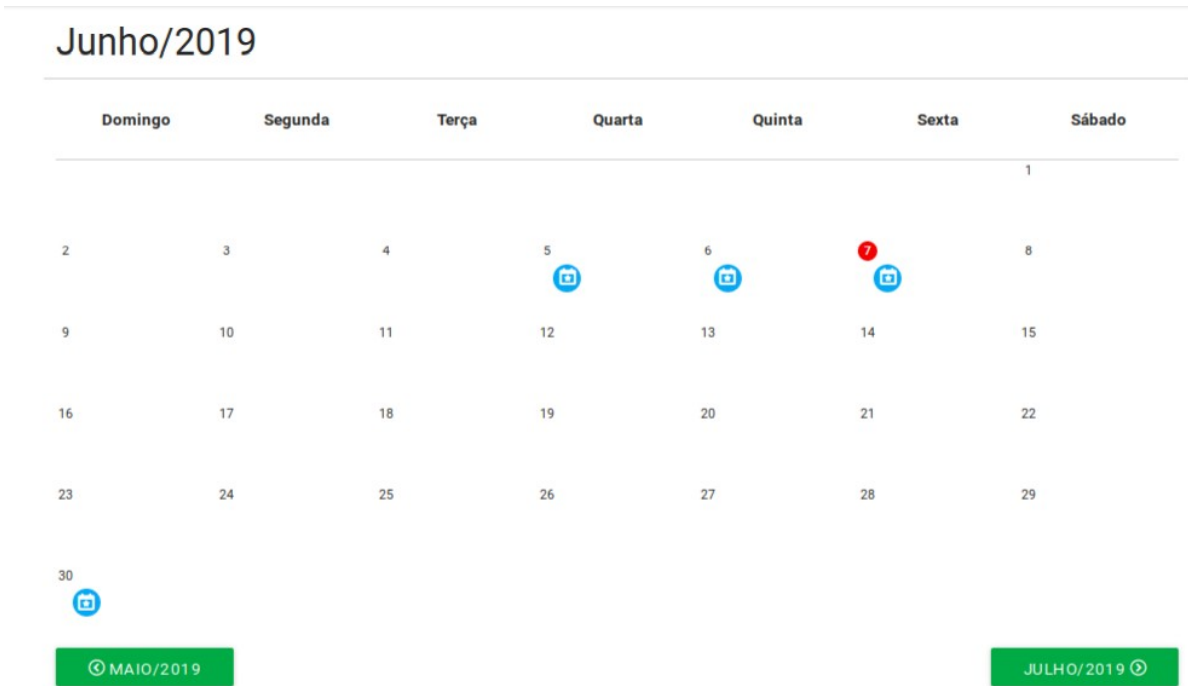 Junho/2019
Domingo Segunda Terça Quarta Quinta Sexta Sábado
1
2 3 4 5 6 7 8
9 10 11 12 13 14 15
16 17 18 19 20 21 22
23 24 25 26 27 28 29
30
MAIO/2019 JULHO/2019